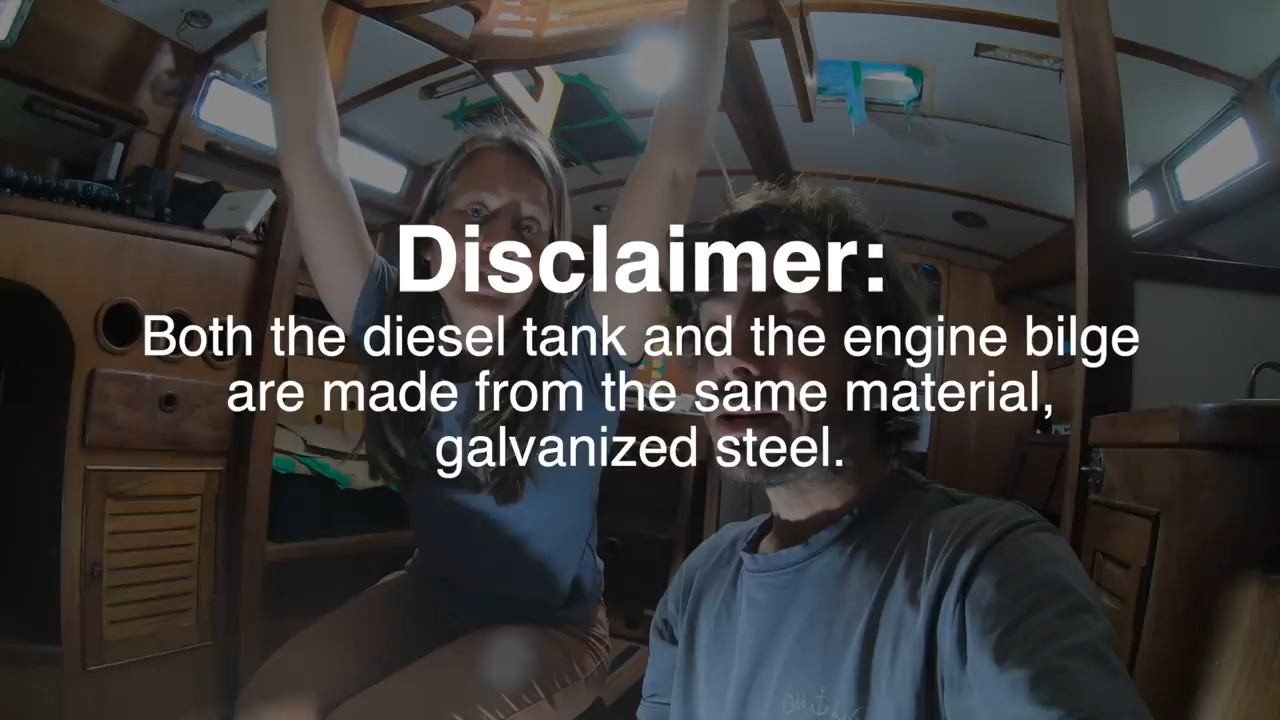 Disclaimer:
Both the diesel tank and the engine bilge
are made from the same material,
galvanized steel.